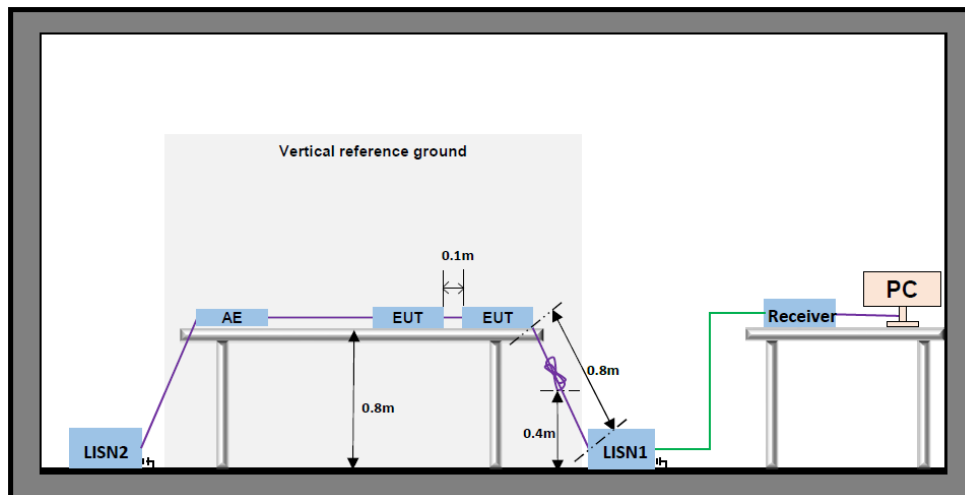 Vertical reference ground
0.1m
AE
EUT
EUT
Receiver
PC
0.8m
0.8m
0.4m
LISN2
LISN1